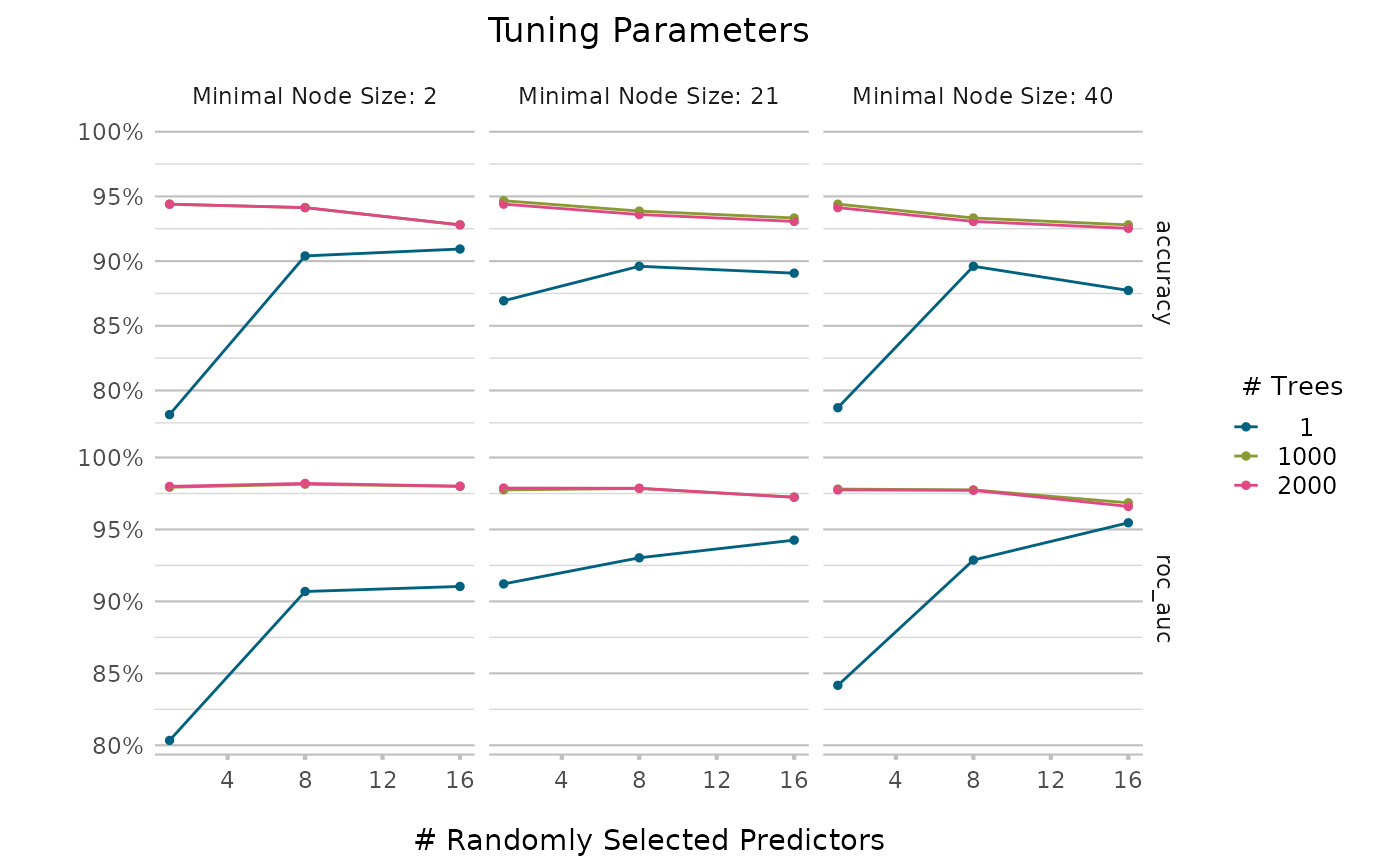 Tuning Parameters
Minimal Node Size: 2
Minimal Node Size: 21
Minimal Node Size: 40
100%
95%
90%
85%
80%
accuracy
100%
95%
90%
85%
80%
roc_auc
4 8 12 16
4 8 12 16
4 8 12 16
# Randomly Selected Predictors
# Trees
1
1000
2000